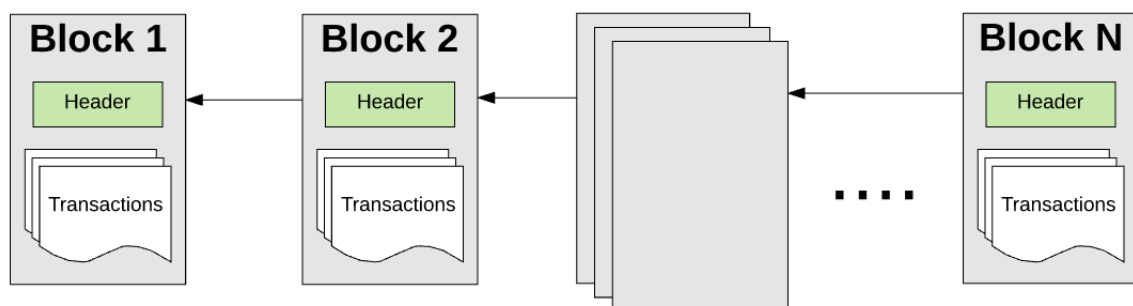 Block 1
Header
Transactions
Block 2
Header
Transactions
....
Block N
Header
Transactions